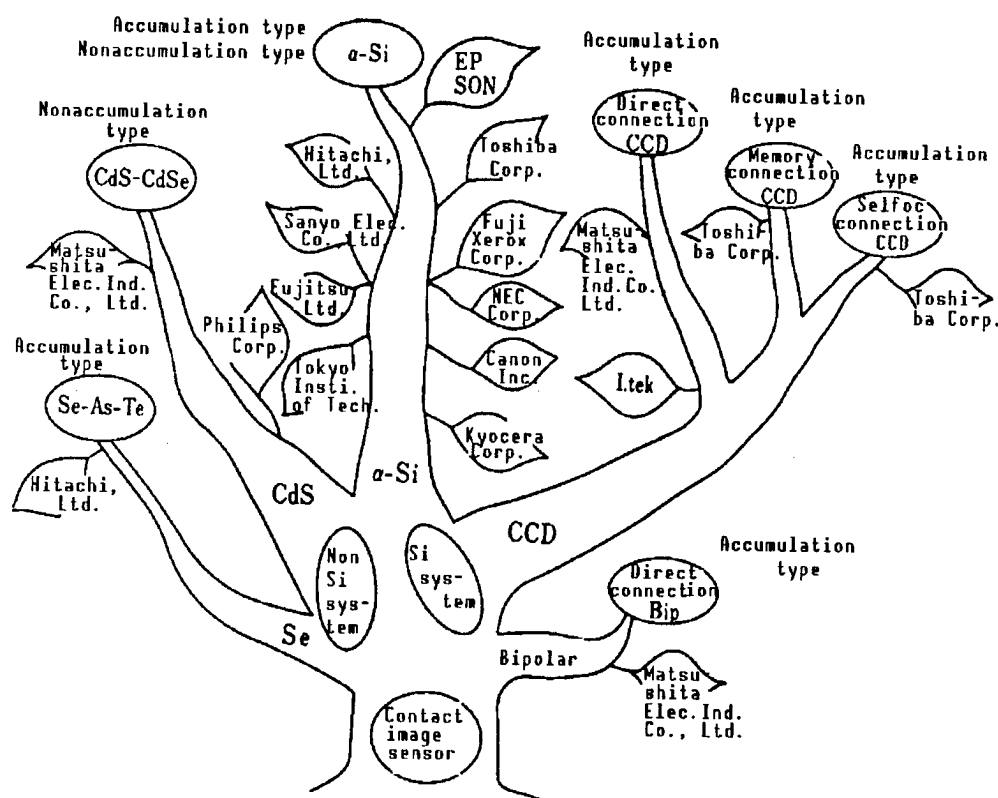 Accumulation type
Nonaccumulation type
α-Si
EP
SON
Accumulation
type
Direct
connection
CCD
Accumulation
type
Memory
connection
CCD
Accumulation
type
Selfoc
connection
CCD
Nonaccumulation
type
CdS-CdSe
Hitachi,
Ltd.
Toshiba
Corp.
Sanyo Elec.
Co., Ltd.
Fuji
Xerox
Corp.
Matsu-
shita
Elec.
Ind.Co.
Ltd.
Toshi-
ba Corp.
Toshi-
ba Corp.
Matsu-
shita
Elec.Ind.
Co., Ltd.
Fujitsu
Ltd.
NEC
Corp.
Philips
Corp.
Accumulation
type
Se-As-Te
Tokyo
Insti.
of Tech.
Canon
Inc.
I.tek
Kyocera
Corp.
Hitachi,
Ltd.
CdS
α-Si
CCD
Non
Si
sys-
tem
Si
sys-
tem
Accumulation
type
Direct
connection
Bip
Se
Bipolar
Matsu
shita
Elec.Ind.
Co., Ltd.
Contact
image
sensor